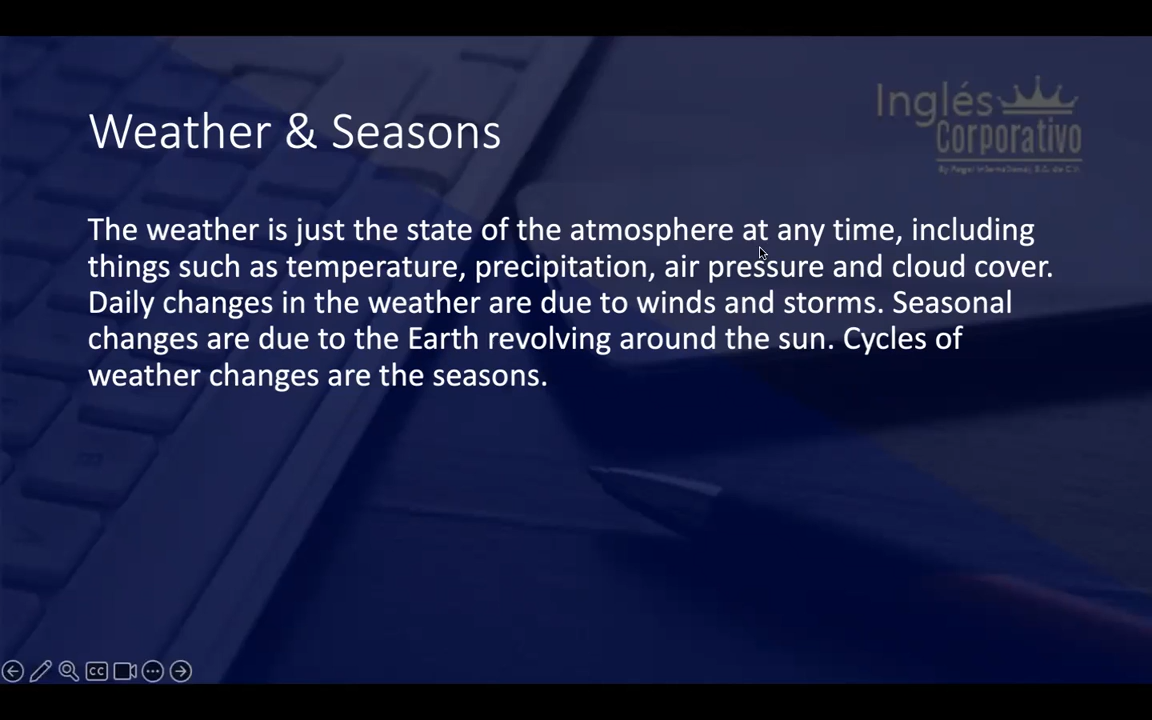 Inglés
Corporativo
Weather & Seasons
The weather is just the state of the atmosphere at any time, including
things such as temperature, precipitation, air pressure and cloud cover.
Daily changes in the weather are due to winds and storms. Seasonal
changes are due to the Earth revolving around the sun. Cycles of
weather changes are the seasons.
CC